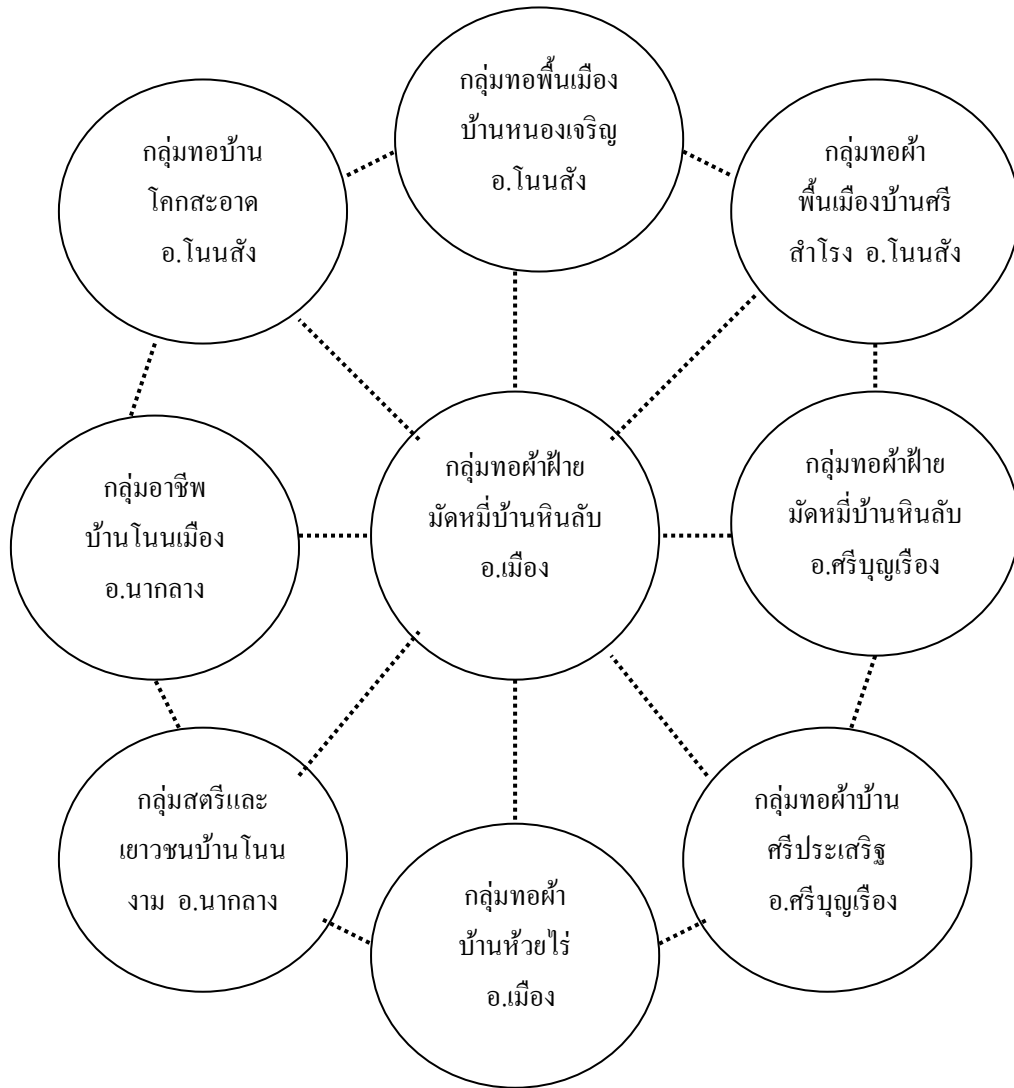 กลุ่มทอพื้นเมือง
บ้านหนองเจริญ
อ.โนนสัง
กลุ่มทอบ้าน
โคกสะอาด
อ.โนนสัง
กลุ่มทอผ้า
พื้นเมืองบ้านศรี
สำโรง อ.โนนสัง
กลุ่มอาชีพ
บ้านโนนเมือง
อ.นากลาง
กลุ่มทอผ้าฝ้าย
มัดหมี่บ้านหินลับ
อ.เมือง
กลุ่มทอผ้าฝ้าย
มัดหมี่บ้านหินลับ
อ.ศรีบุญเรือง
กลุ่มสตรีและ
เยาวชนบ้านโนน
งาม อ.นากลาง
กลุ่มทอผ้า
บ้านห้วยไร่
อ.เมือง
กลุ่มทอผ้าบ้าน
ศรีประเสริฐ
อ.ศรีบุญเรือง